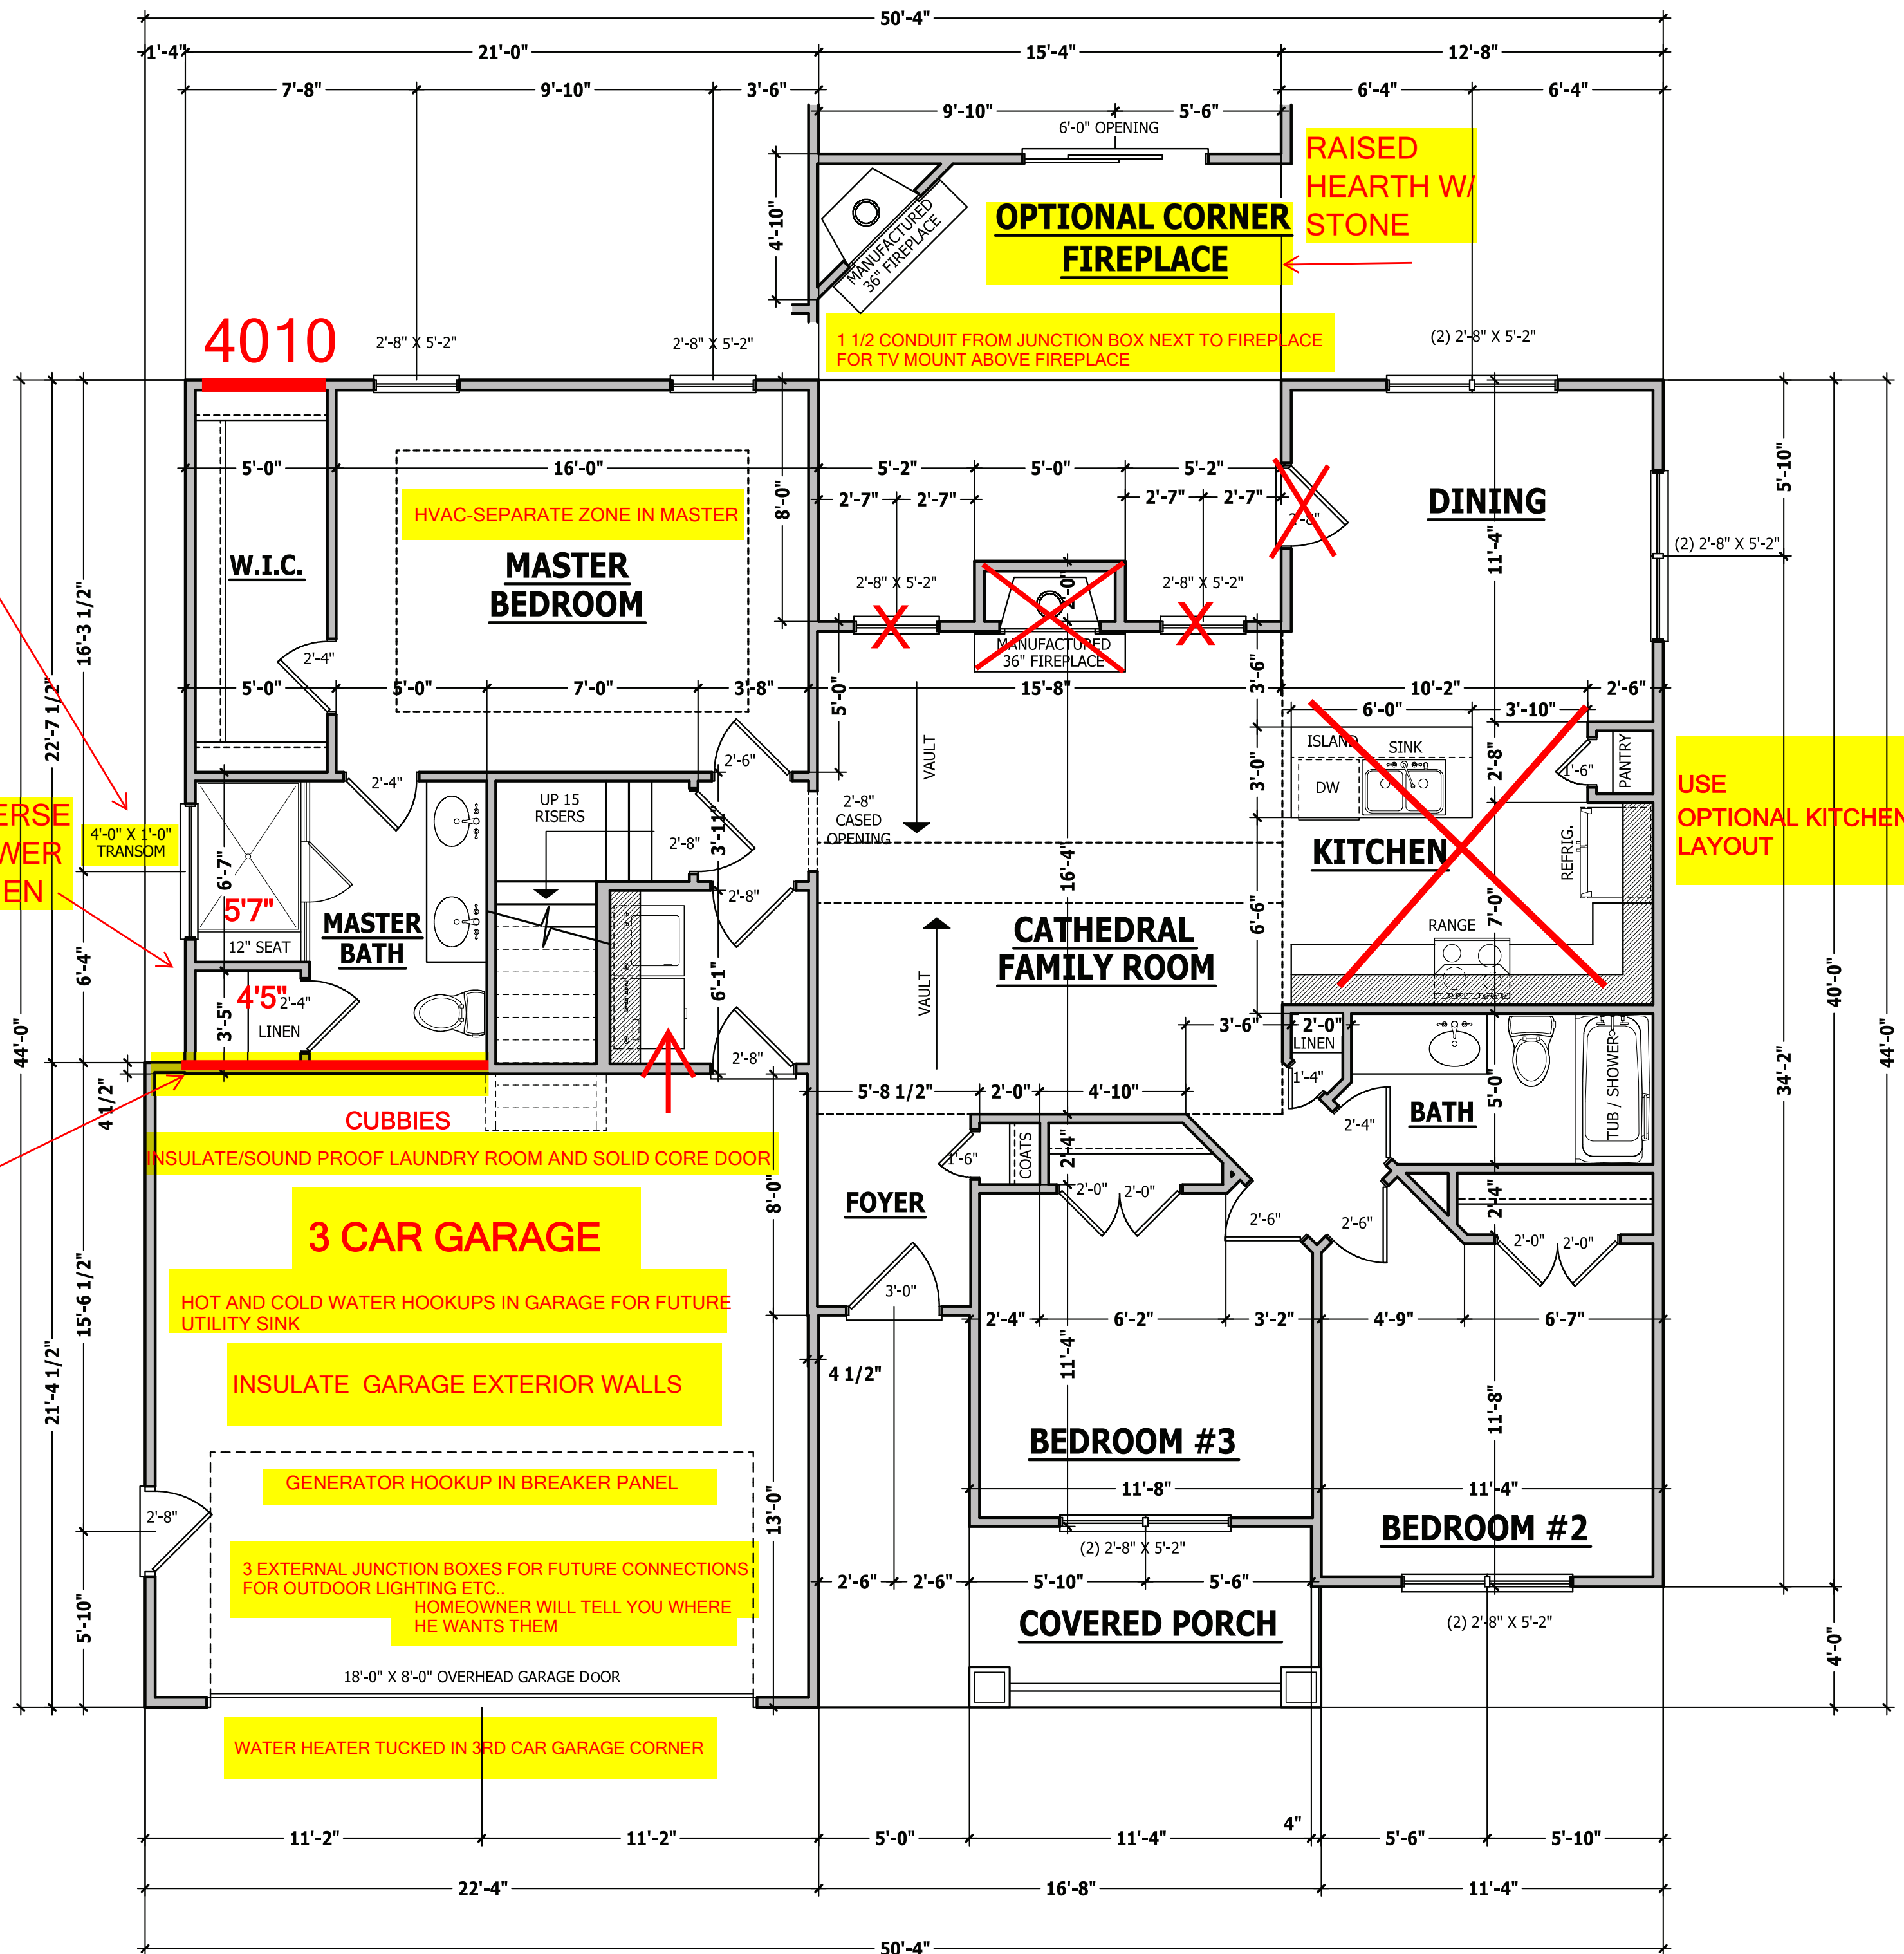 50'-4"
1'-4"
21'-0"
15'-4"
12'-8"
7'-8"
9'-10"
3'-6"
6'-4"
6'-4"
9'-10"
5'-6"
6'-0" OPENING
RAISED
HEARTH W/
STONE
OPTIONAL CORNER
FIREPLACE
4'-10"
MANUFACTURED
36" FIREPLACE
4010
2'-8" X 5'-2"
2'-8" X 5'-2"
1 1/2 CONDUIT FROM JUNCTION BOX NEXT TO FIREPLACE
FOR TV MOUNT ABOVE FIREPLACE
(2) 2'-8" X 5'-2"
5'-0"
16'-0"
5'-2"
5'-0"
5'-2"
2'-7"
2'-7"
2'-7"
2'-7"
8'-0"
HVAC-SEPARATE ZONE IN MASTER
MASTER
BEDROOM
W.I.C.
2'-8"
DINING
11'-4"
5'-10"
(2) 2'-8" X 5'-2"
2'-8" X 5'-2"
2'-0"
2'-8" X 5'-2"
MANUFACTURED
36" FIREPLACE
16'-3 1/2"
22'-7 1/2"
2'-4"
5'-0"
5'-0"
7'-0"
3'-8"
5'-0"
15'-8"
3'-6"
10'-2"
2'-6"
6'-0"
3'-10"
ISLAND
SINK
DW
3'-0"
2'-8"
1'-6"
PANTRY
VAULT
2'-6"
2'-4"
UP 15
RISERS
2'-8"
3'-11"
2'-8"
CASED
OPENING
USE
OPTIONAL KITCHEN
LAYOUT
KITCHEN
REFRIG.
ERSE
WER
EN
4'-0" X 1'-0"
TRANSOM
6'-7"
5'7"
12" SEAT
MASTER
BATH
2'-8"
16'-4"
6'-6"
7'-0"
RANGE
CATHEDRAL
FAMILY ROOM
VAULT
6'-4"
4'5"
2'-4"
LINEN
3'-5"
6'-1"
2'-8"
44'-0"
40'-0"
44'-0"
34'-2"
3'-6"
2'-0"
LINEN
1'-4"
5'-0"
BATH
TUB / SHOWER
2'-4"
4 1/2"
5'-8 1/2"
2'-0"
4'-10"
CUBBIES
INSULATE/SOUND PROOF LAUNDRY ROOM AND SOLID CORE DOOR
1'-6"
COATS
2'-4"
2'-0"
2'-0"
2'-6"
2'-6"
2'-4"
2'-0"
2'-0"
FOYER
8'-0"
3 CAR GARAGE
HOT AND COLD WATER HOOKUPS IN GARAGE FOR FUTURE
UTILITY SINK
3'-0"
2'-4"
6'-2"
3'-2"
4'-9"
6'-7"
15'-6 1/2"
21'-4 1/2"
INSULATE GARAGE EXTERIOR WALLS
4 1/2"
11'-4"
11'-8"
BEDROOM #3
11'-8"
11'-4"
BEDROOM #2
GENERATOR HOOKUP IN BREAKER PANEL
2'-8"
13'-0"
3 EXTERNAL JUNCTION BOXES FOR FUTURE CONNECTIONS
FOR OUTDOOR LIGHTING ETC..
HOMEOWNER WILL TELL YOU WHERE
HE WANTS THEM
(2) 2'-8" X 5'-2"
2'-6"
2'-6"
5'-10"
5'-6"
5'-10"
COVERED PORCH
(2) 2'-8" X 5'-2"
4'-0"
18'-0" X 8'-0" OVERHEAD GARAGE DOOR
WATER HEATER TUCKED IN 3RD CAR GARAGE CORNER
11'-2"
11'-2"
5'-0"
11'-4"
4"
5'-6"
5'-10"
22'-4"
16'-8"
11'-4"
50'-4"